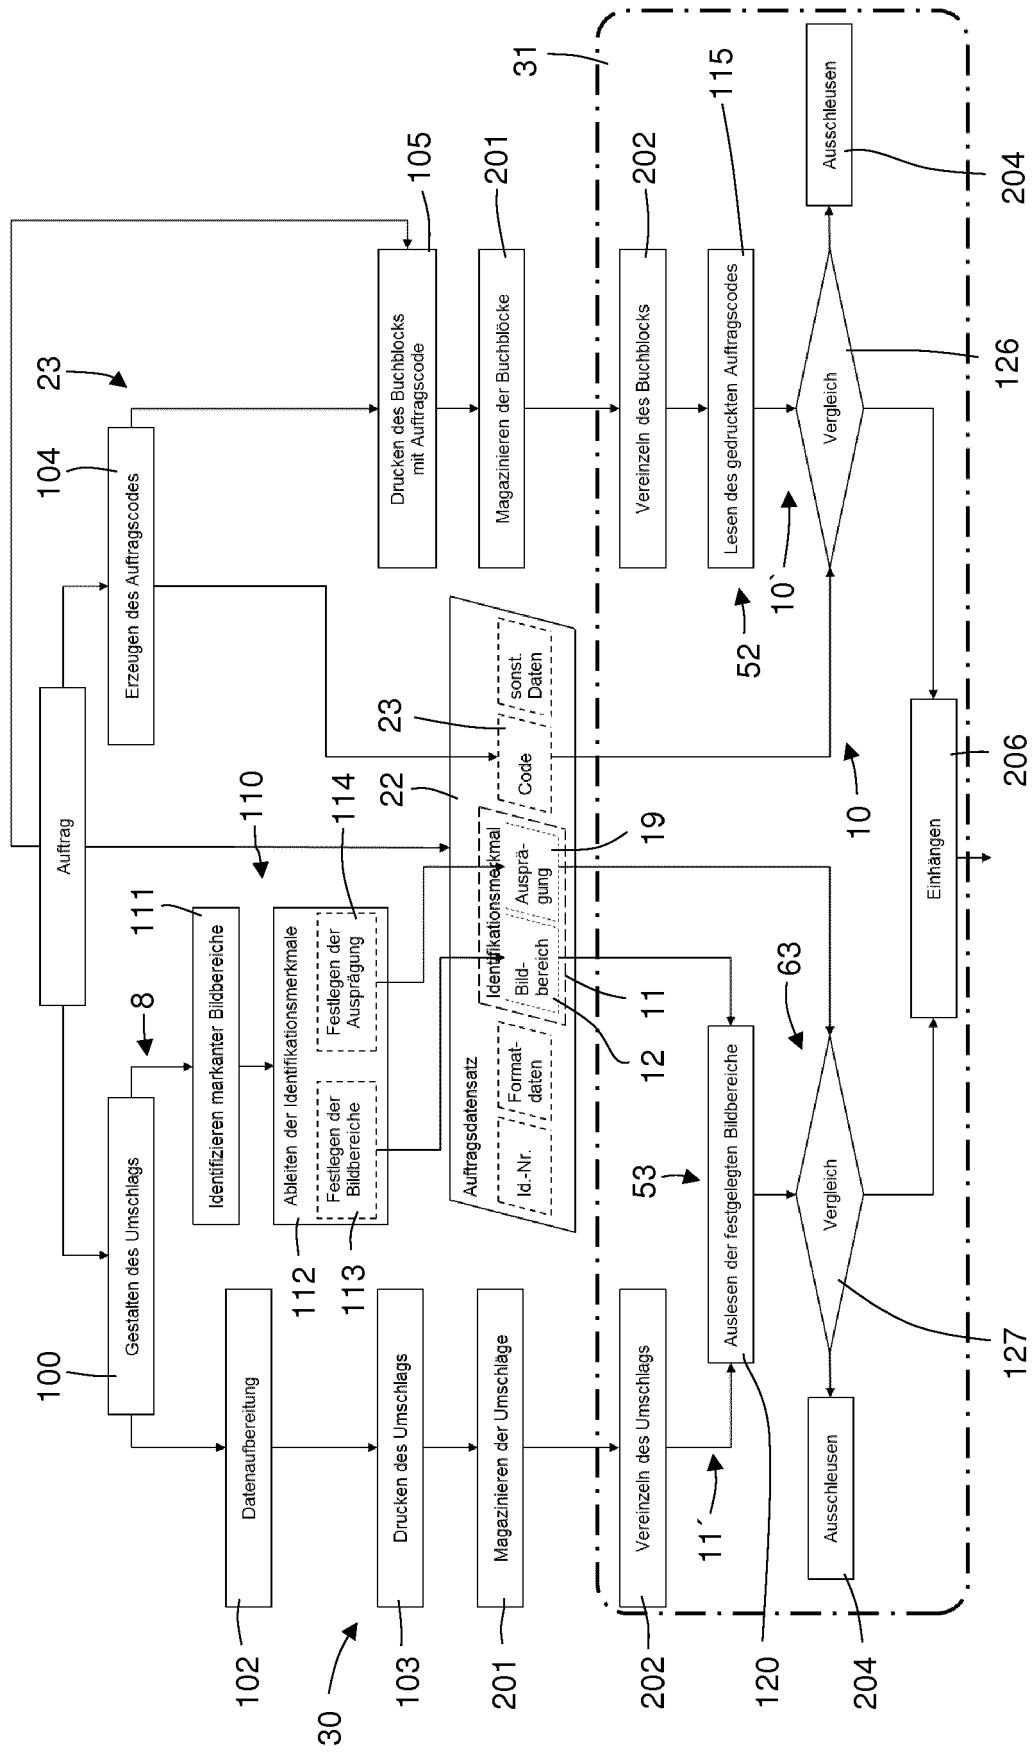 Auftrag
100
Gestalten des Umschlags
8
104
Erzeugen des Auftragscodes
23
111
Identifizieren markanter Bildbereiche
110
102
Datenaufbereitung
112
Ableiten der Identifikationsmerkmale
113
Festlegen der
Bildbereiche
114
Festlegen der
Ausprägung
30
103
Drucken des Umschlags
Drucken des Buchblocks
mit Auftragscode
105
201
Magazinieren der Umschläge
Magazinieren der Buchblöcke
201
22
Auftragsdatensatz
Id.-Nr.
Format-
daten
Identifikationsmerkmal
Bild-
bereich
Ausprä-
gung
Code
sonst.
Daten
23
12
11
19
31
202
Vereinzeln des Umschlags
Vereinzeln des Buchblocks
202
11´
53
120
Auslesen der festgelegten Bildbereiche
52
Lesen des gedruckten Auftragscodes
115
10`
63
10
204
Ausschleusen
Vergleich
127
Vergleich
126
Ausschleusen
204
Einhängen
206